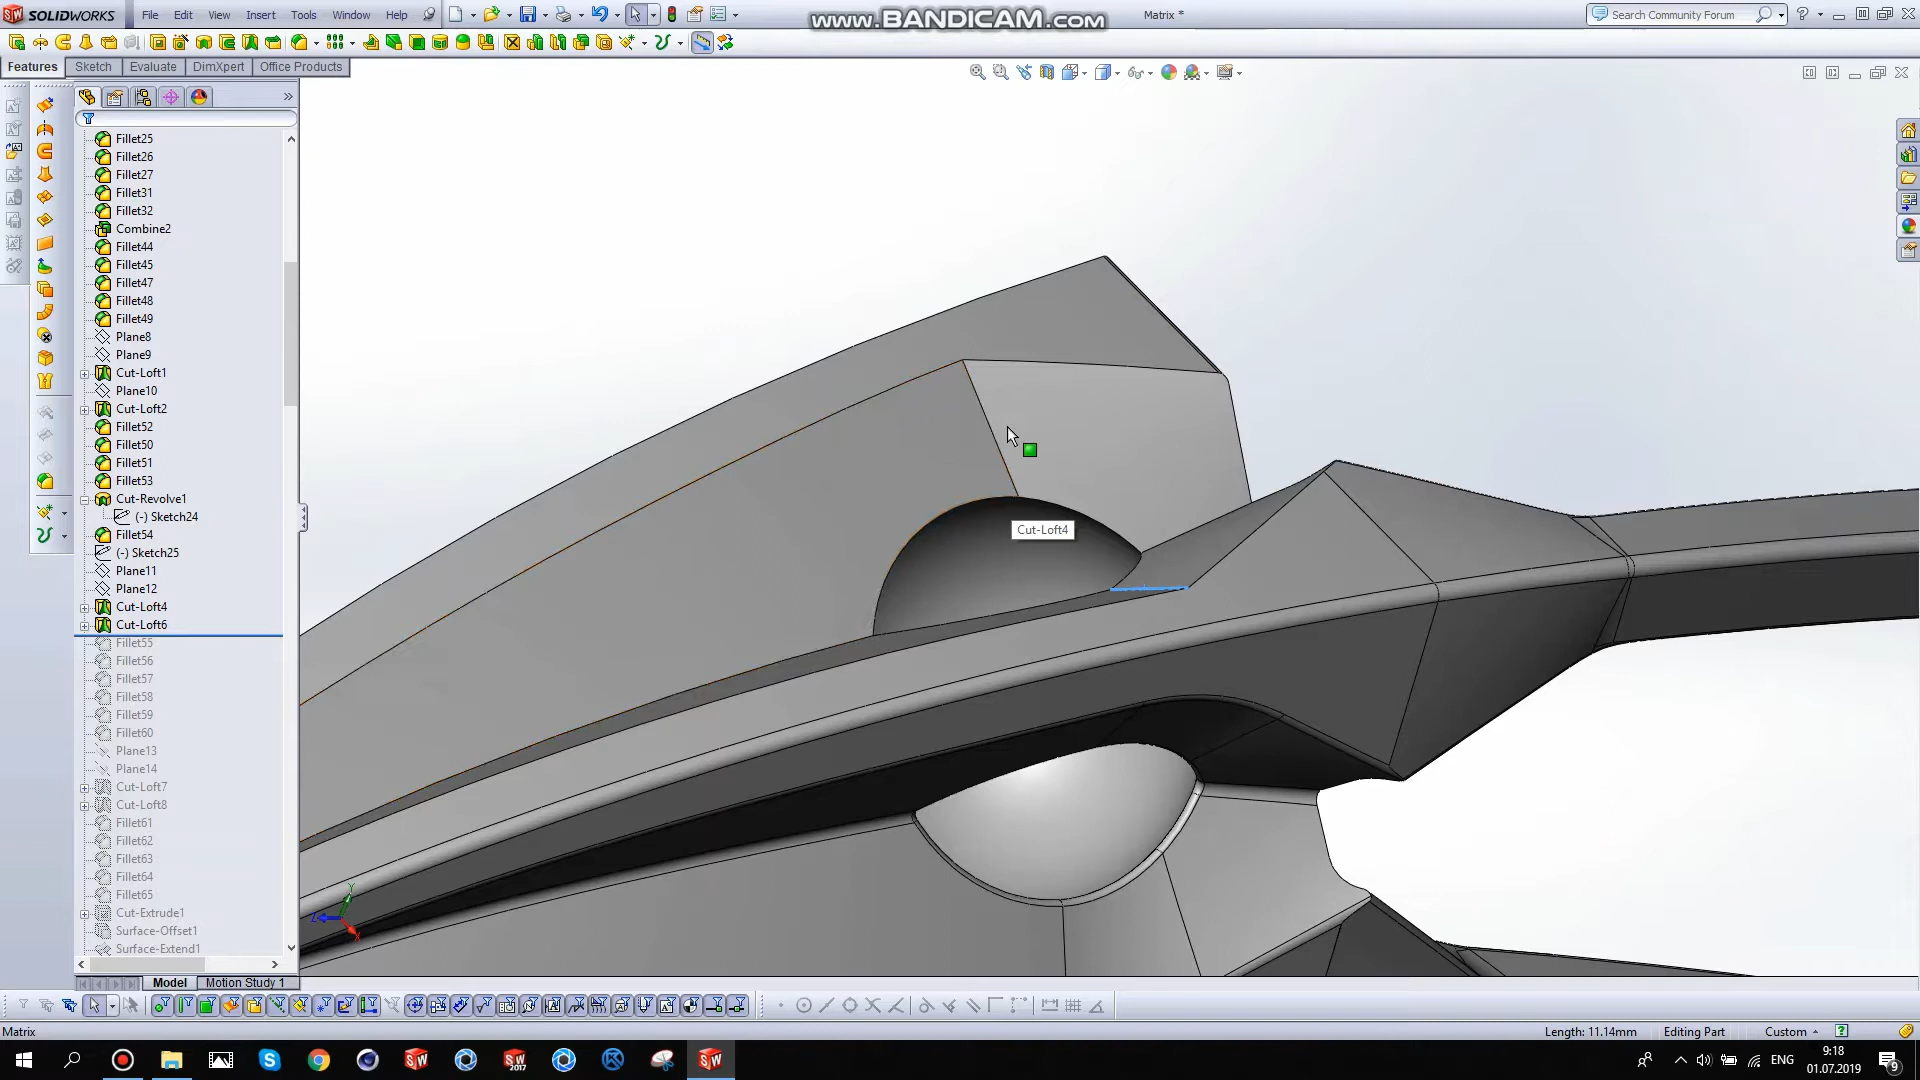 SOLIDWORKS
File Edit View Insert Tools Window Help
www.BANDICAM.com
Matrix *
Search Community Forum
Features Sketch Evaluate DimXpert Office Products
Fillet25
Fillet26
Fillet27
Fillet31
Fillet32
Combine2
Fillet44
Fillet45
Fillet47
Fillet48
Fillet49
Plane8
Plane9
Cut-Loft1
Plane10
Cut-Loft2
Fillet52
Fillet50
Fillet51
Fillet53
Cut-Revolve1
(-) Sketch24
Fillet54
(-) Sketch25
Plane11
Plane12
Cut-Loft4
Cut-Loft6
Fillet55
Fillet56
Fillet57
Fillet58
Fillet59
Fillet60
Plane13
Plane14
Cut-Loft7
Cut-Loft8
Fillet61
Fillet62
Fillet63
Fillet64
Fillet65
Cut-Extrude1
Surface-Offset1
Surface-Extend1
Cut-Loft4
Y
Z
X
Model Motion Study 1
Matrix
Length: 11.14mm Editing Part Custom
ENG
9:18
01.07.2019
9
2017